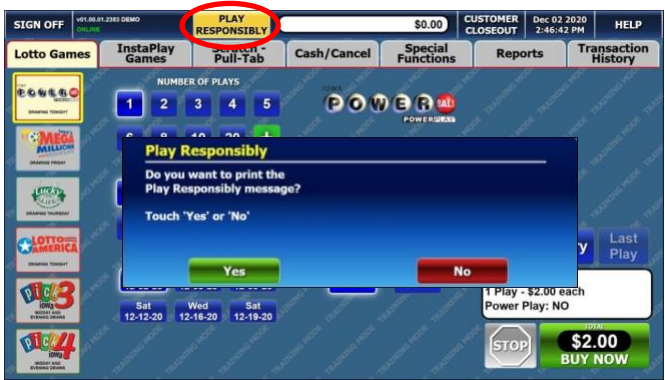 SIGN OFF
v01.00.01.2383 DEMO
ONLINE
PLAY
RESPONSIBLY
$0.00
CUSTOMER
CLOSEOUT
Dec 02 2020
2:46:42 PM
HELP
Lotto Games
InstaPlay
Games
Scratch -
Pull-Tab
Cash/Cancel
Special
Functions
Reports
Transaction
History
NUMBER OF PLAYS
1 2 3 4 5
POWERBALL
POWERPLAY
POWERBALL
DRAWING TONIGHT
MEGA
MILLIONS
DRAWING FRIDAY
Lucky
DRAWING THURSDAY
LOTTO
AMERICA
DRAWING TONIGHT
PICK 3
IOWA
MIDDAY AND
EVENING DRAWS
PICK 4
IOWA
MIDDAY AND
EVENING DRAWS
Play Responsibly
Do you want to print the
Play Responsibly message?
Touch 'Yes' or 'No'
Yes
No
Last
Play
Sat
12-12-20
Wed
12-16-20
Sat
12-19-20
1 Play - $2.00 each
Power Play: NO
STOP
TOTAL
$2.00
BUY NOW
TRAINING MODE